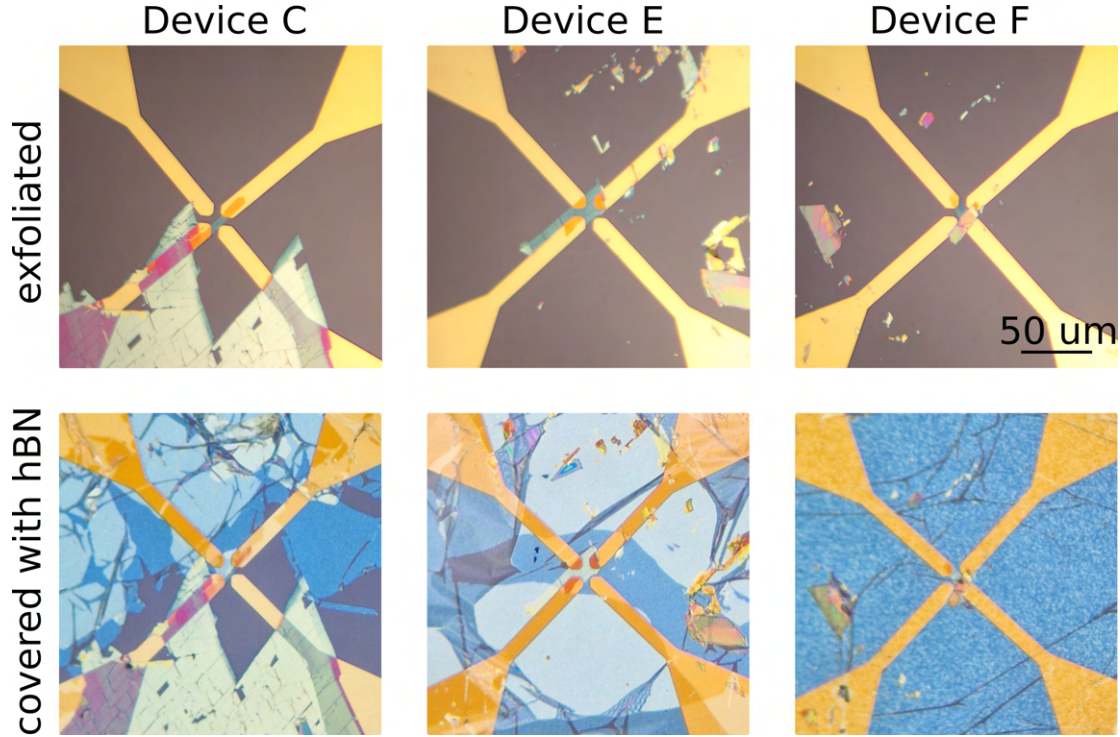 Device C
Device E
Device F
exfoliated
50 um
covered with hBN